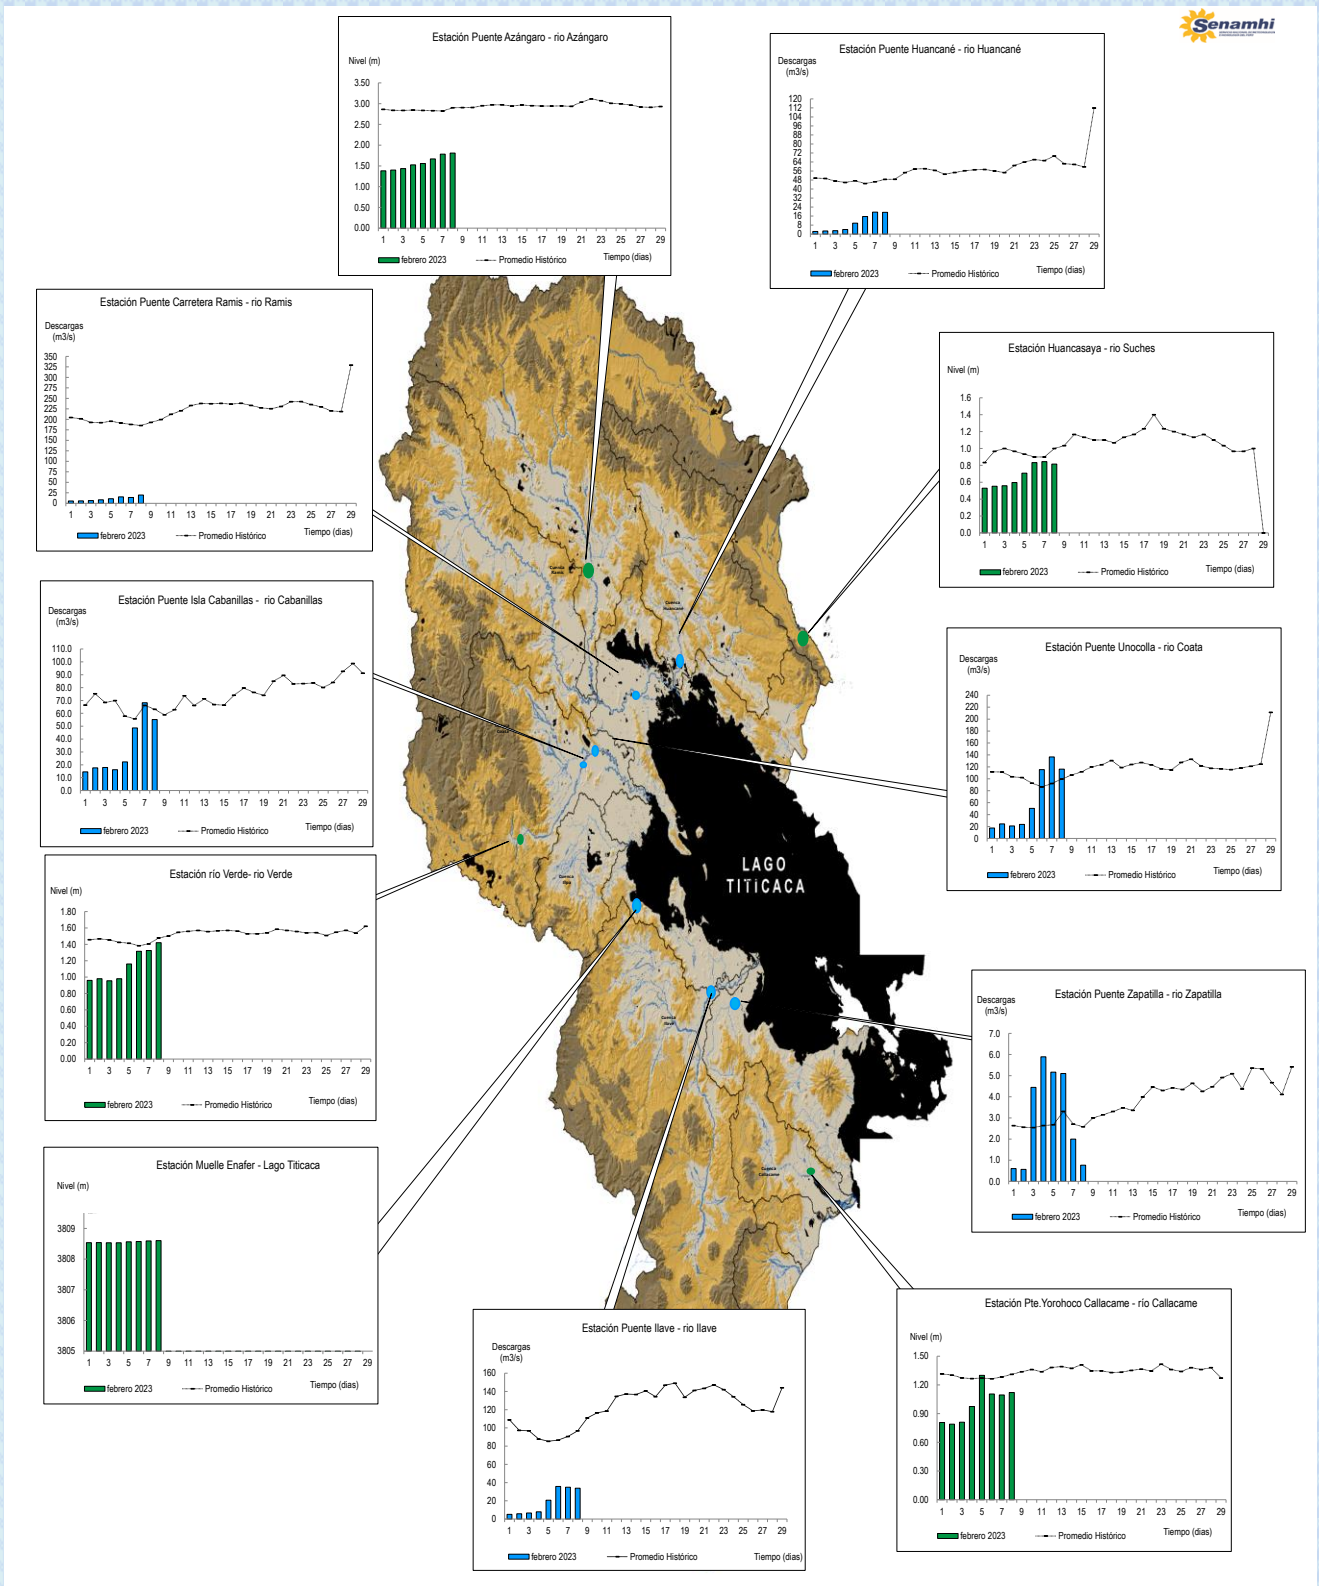 Senamhi
Estación Puente Azángaro - rio Azángaro
Nivel (m)
3.50
3.00
2.50
2.00
1.50
1.00
0.50
0.00
1 3 5 7 9 11 13 15 17 19 21 23 25 27 29
febrero 2023 Promedio Histórico Tiempo (dias)
Estación Puente Huancané - rio Huancané
Descargas
(m3/s)
120
112
104
96
88
80
72
64
56
48
40
32
24
16
8
0
1 3 5 7 9 11 13 15 17 19 21 23 25 27 29
febrero 2023 Promedio Histórico Tiempo (dias)
Estación Puente Carretera Ramis - rio Ramis
Descargas
(m3/s)
350
325
300
275
250
225
200
175
150
125
100
75
50
25
0
1 3 5 7 9 11 13 15 17 19 21 23 25 27 29
febrero 2023 Promedio Histórico Tiempo (dias)
Estación Huancasaya - rio Suches
Nivel (m)
1.6
1.4
1.2
1.0
0.8
0.6
0.4
0.2
0.0
1 3 5 7 9 11 13 15 17 19 21 23 25 27 29
febrero 2023 Promedio Histórico Tiempo (dias)
Estación Puente Isla Cabanillas - rio Cabanillas
Descargas
(m3/s)
110.0
100.0
90.0
80.0
70.0
60.0
50.0
40.0
30.0
20.0
10.0
0.0
1 3 5 7 9 11 13 15 17 19 21 23 25 27 29
febrero 2023 Promedio Histórico Tiempo (dias)
Estación Puente Unocolla - rio Coata
Descargas
(m3/s)
240
220
200
180
160
140
120
100
80
60
40
20
0
1 3 5 7 9 11 13 15 17 19 21 23 25 27 29
febrero 2023 Promedio Histórico Tiempo (dias)
Estación río Verde- rio Verde
Nivel (m)
1.80
1.60
1.40
1.20
1.00
0.80
0.60
0.40
0.20
0.00
1 3 5 7 9 11 13 15 17 19 21 23 25 27 29
febrero 2023 Promedio Histórico Tiempo (dias)
Cuenca
Ramis
Cuenca
Huancané
LAGO
TITICACA
Cuenca
Cuenca
Ilave
Cuenca
Callacame
Estación Puente Zapatilla - rio Zapatilla
Descargas
(m3/s)
7.0
6.0
5.0
4.0
3.0
2.0
1.0
0.0
1 3 5 7 9 11 13 15 17 19 21 23 25 27 29
febrero 2023 Promedio Histórico Tiempo (dias)
Estación Muelle Enafer - Lago Titicaca
Nivel (m)
3809
3808
3807
3806
3805
1 3 5 7 9 11 13 15 17 19 21 23 25 27 29
febrero 2023 Promedio Histórico Tiempo (dias)
Estación Puente Ilave - rio Ilave
Descargas
(m3/s)
160
140
120
100
80
60
40
20
0
1 3 5 7 9 11 13 15 17 19 21 23 25 27 29
febrero 2023 Promedio Histórico Tiempo (dias)
Estación Pte.Yorohoco Callacame - río Callacame
Nivel (m)
1.50
1.20
0.90
0.60
0.30
0.00
1 3 5 7 9 11 13 15 17 19 21 23 25 27 29
febrero 2023 Promedio Histórico Tiempo (dias)